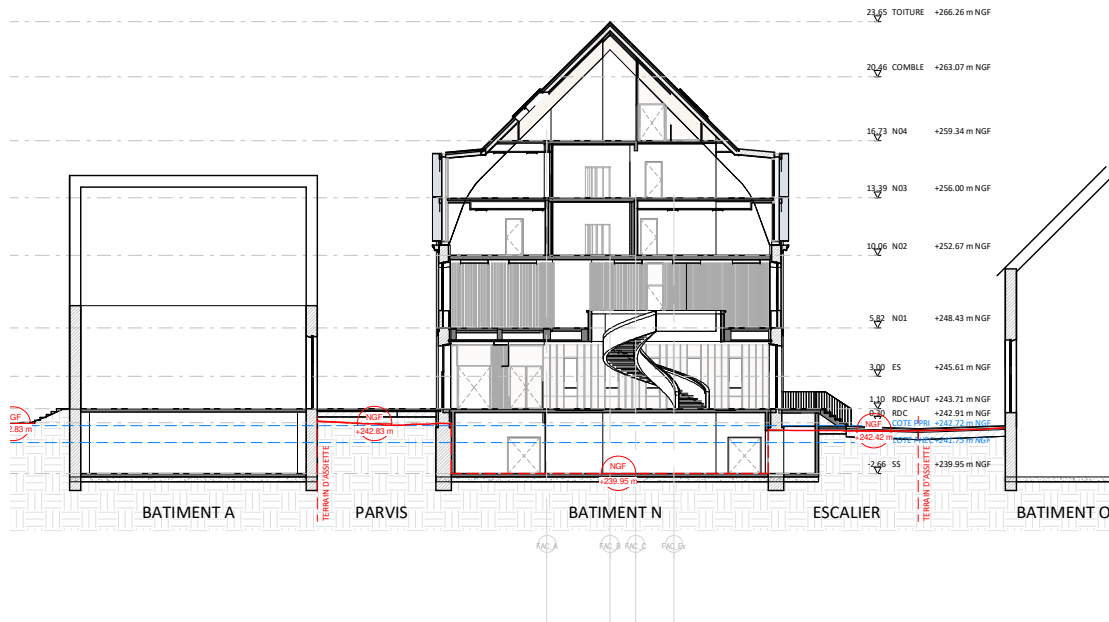 23.65 TOITURE +266.26 m NGF
20.46 COMBLE +263.07 m NGF
16.73 N04 +259.34 m NGF
13.39 N03 +256.00 m NGF
10.06 N02 +252.67 m NGF
5.82 N01 +248.43 m NGF
3.00 ES +245.61 m NGF
1.10 RDC HAUT +243.71 m NGF
0.30 RDC +242.91 m NGF
COTE PPRI +242.72 m NGF
NGF
+242.83 m
NGF
+242.42 m
-2.66 SS +239.95 m NGF
NGF
+239.95 m
TERRAIN D'ASSIETTE
TERRAIN D'ASSIETTE
BATIMENT A
PARVIS
BATIMENT N
ESCALIER
BATIMENT O
FAC_A
FAC_B
FAC_C
FAC_Ex